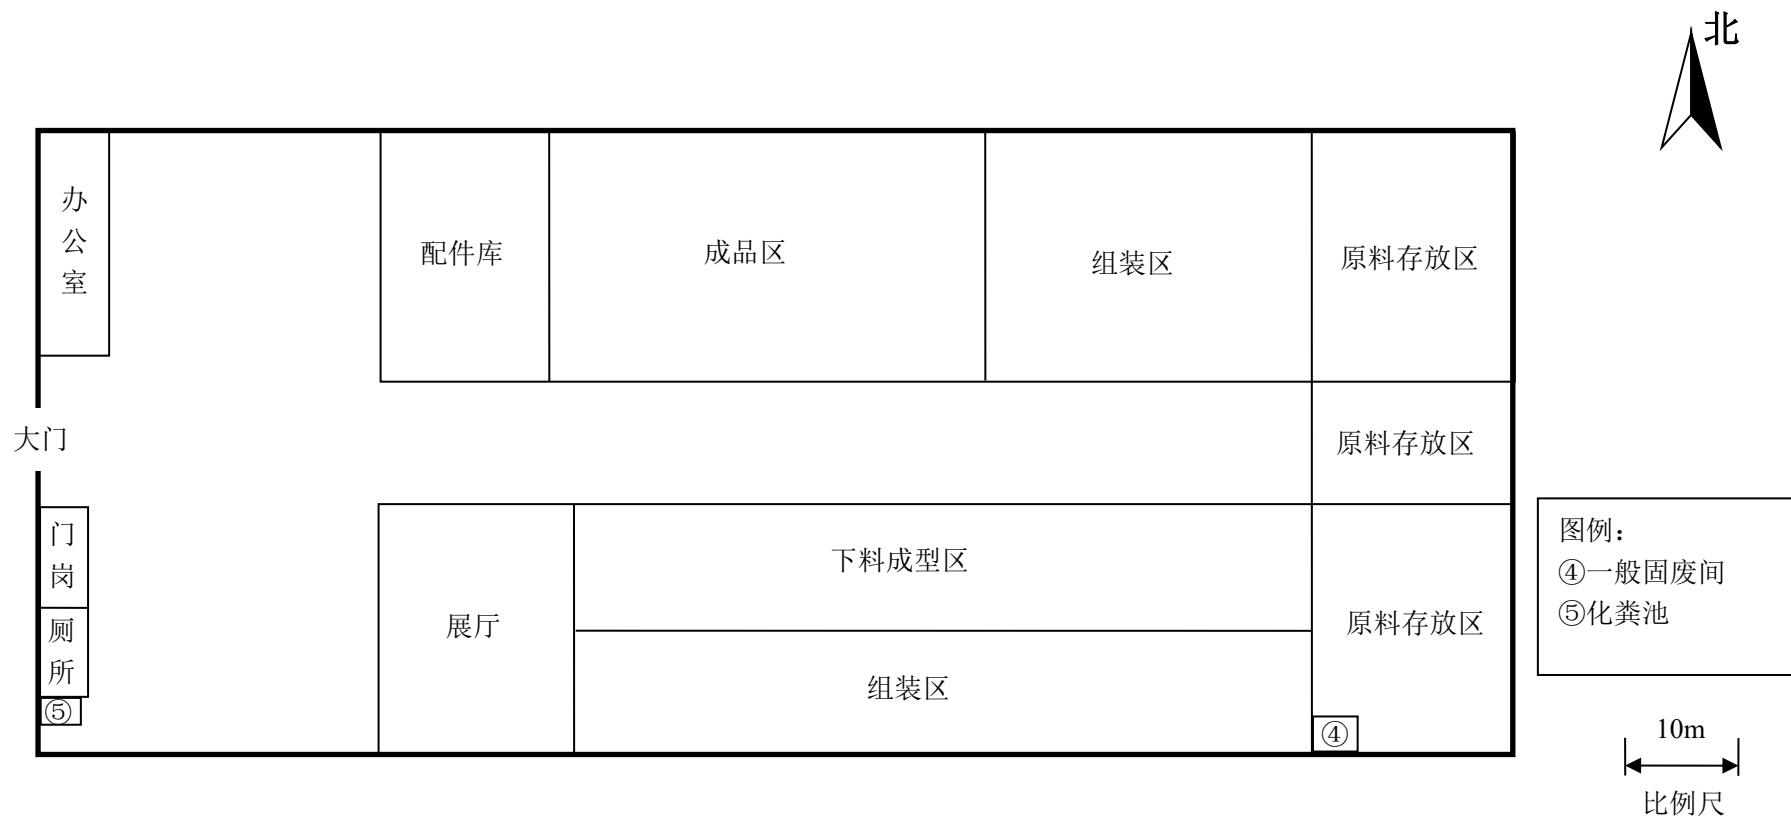 北
办公室
配件库
成品区
组装区
原料存放区
大门
原料存放区
门岗
厕所
⑤
展厅
下料成型区
组装区
原料存放区
④
图例：
④一般固废间
⑤化粪池
10m
比例尺